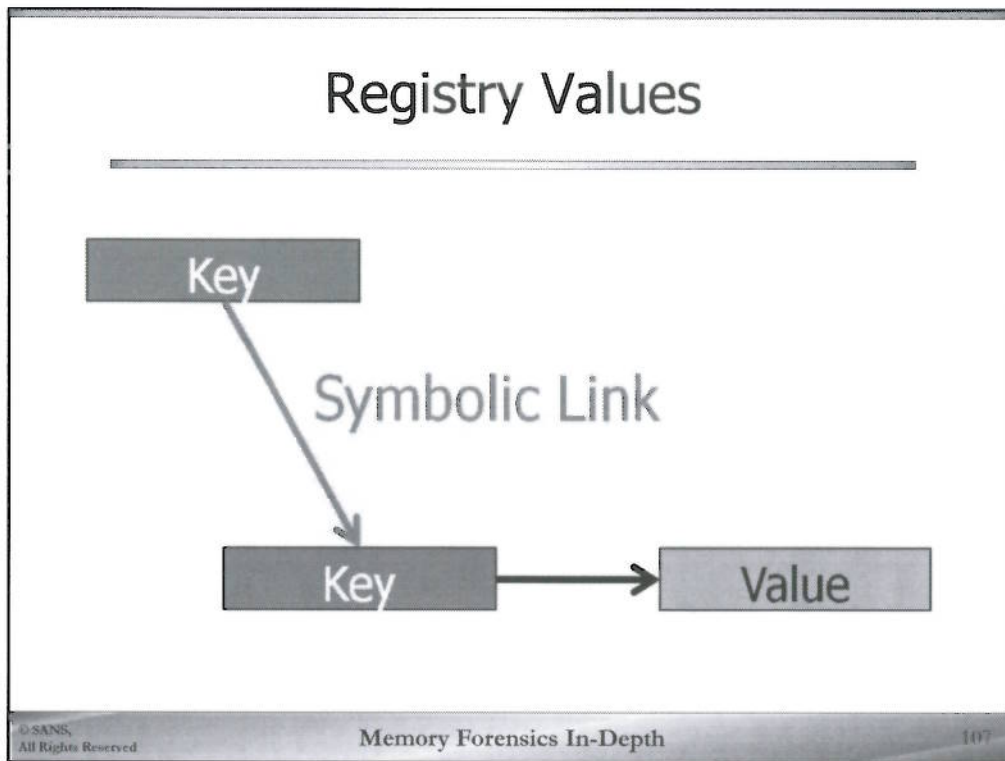 Registry Values
Key
Symbolic Link
Key
Value
© SANS,
All Rights Reserved
Memory Forensics In-Depth
107